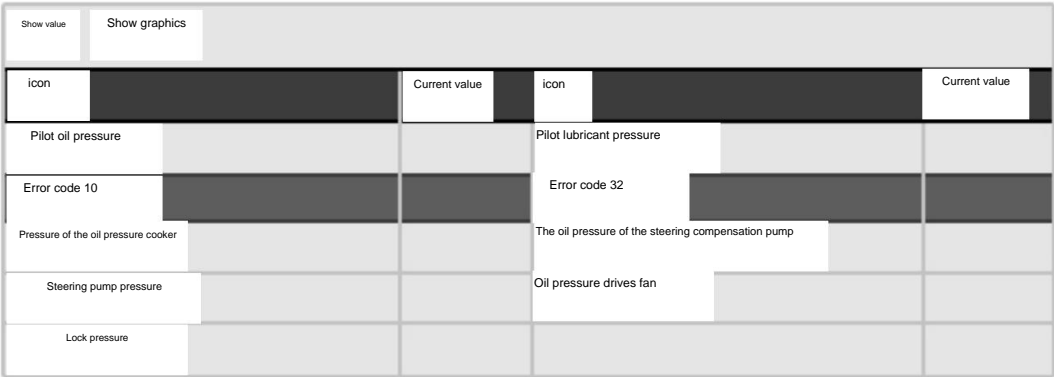 Show value
Show graphics
icon
Current value
icon
Current value
Pilot oil pressure
Pilot lubricant pressure
Error code 10
Error code 32
Pressure of the oil pressure cooker
The oil pressure of the steering compensation pump
Steering pump pressure
Oil pressure drives fan
Lock pressure